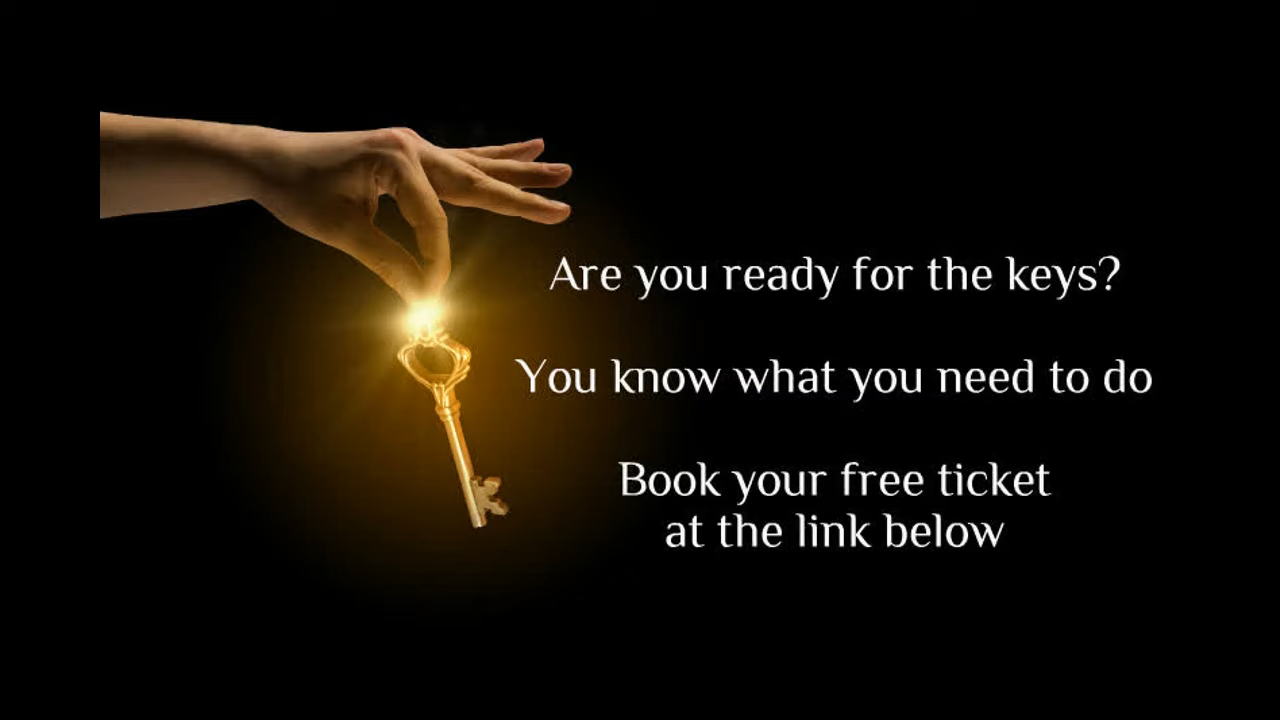 Are you ready for the keys?
You know what you need to do
Book your free ticket
at the link below